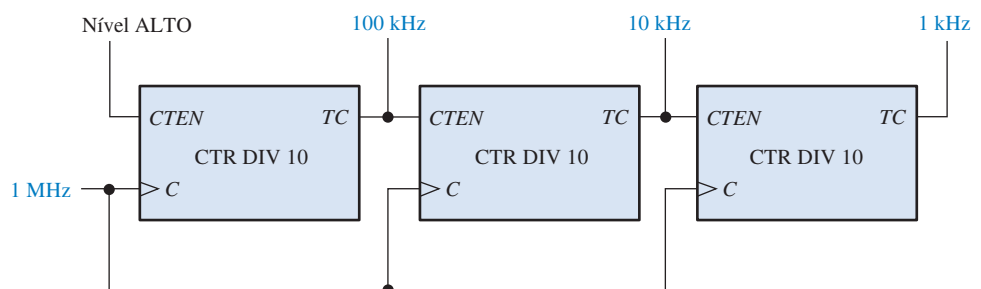 Nível ALTO
100 kHz
10 kHz
1 kHz
CTEN TC
CTR DIV 10
C
CTEN TC
CTR DIV 10
C
CTEN TC
CTR DIV 10
C
1 MHz